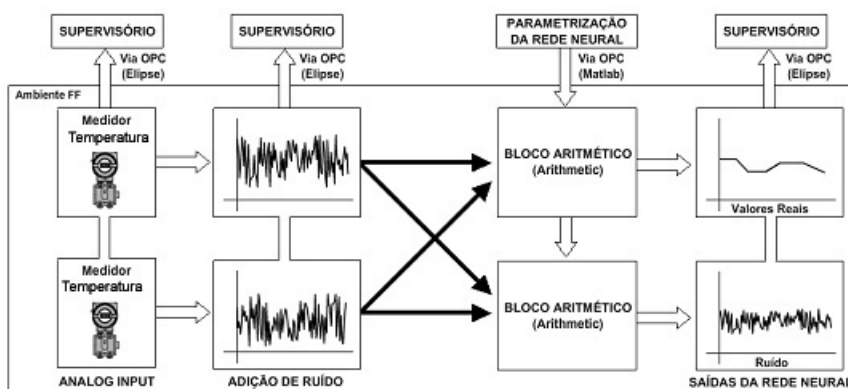 SUPERVISÓRIO
SUPERVISÓRIO
PARAMETRIZAÇÃO
DA REDE NEURAL
SUPERVISÓRIO
Via OPC
(Elipse)
Via OPC
(Elipse)
Via OPC
(Matlab)
Via OPC
(Elipse)
Ambiente FF
Medidor
Temperatura
BLOCO ARITMÉTICO
(Arithmetic)
Valores Reais
Medidor
Temperatura
BLOCO ARITMÉTICO
(Arithmetic)
Ruído
ANALOG INPUT
ADIÇÃO DE RUÍDO
SAÍDAS DA REDE NEURAL